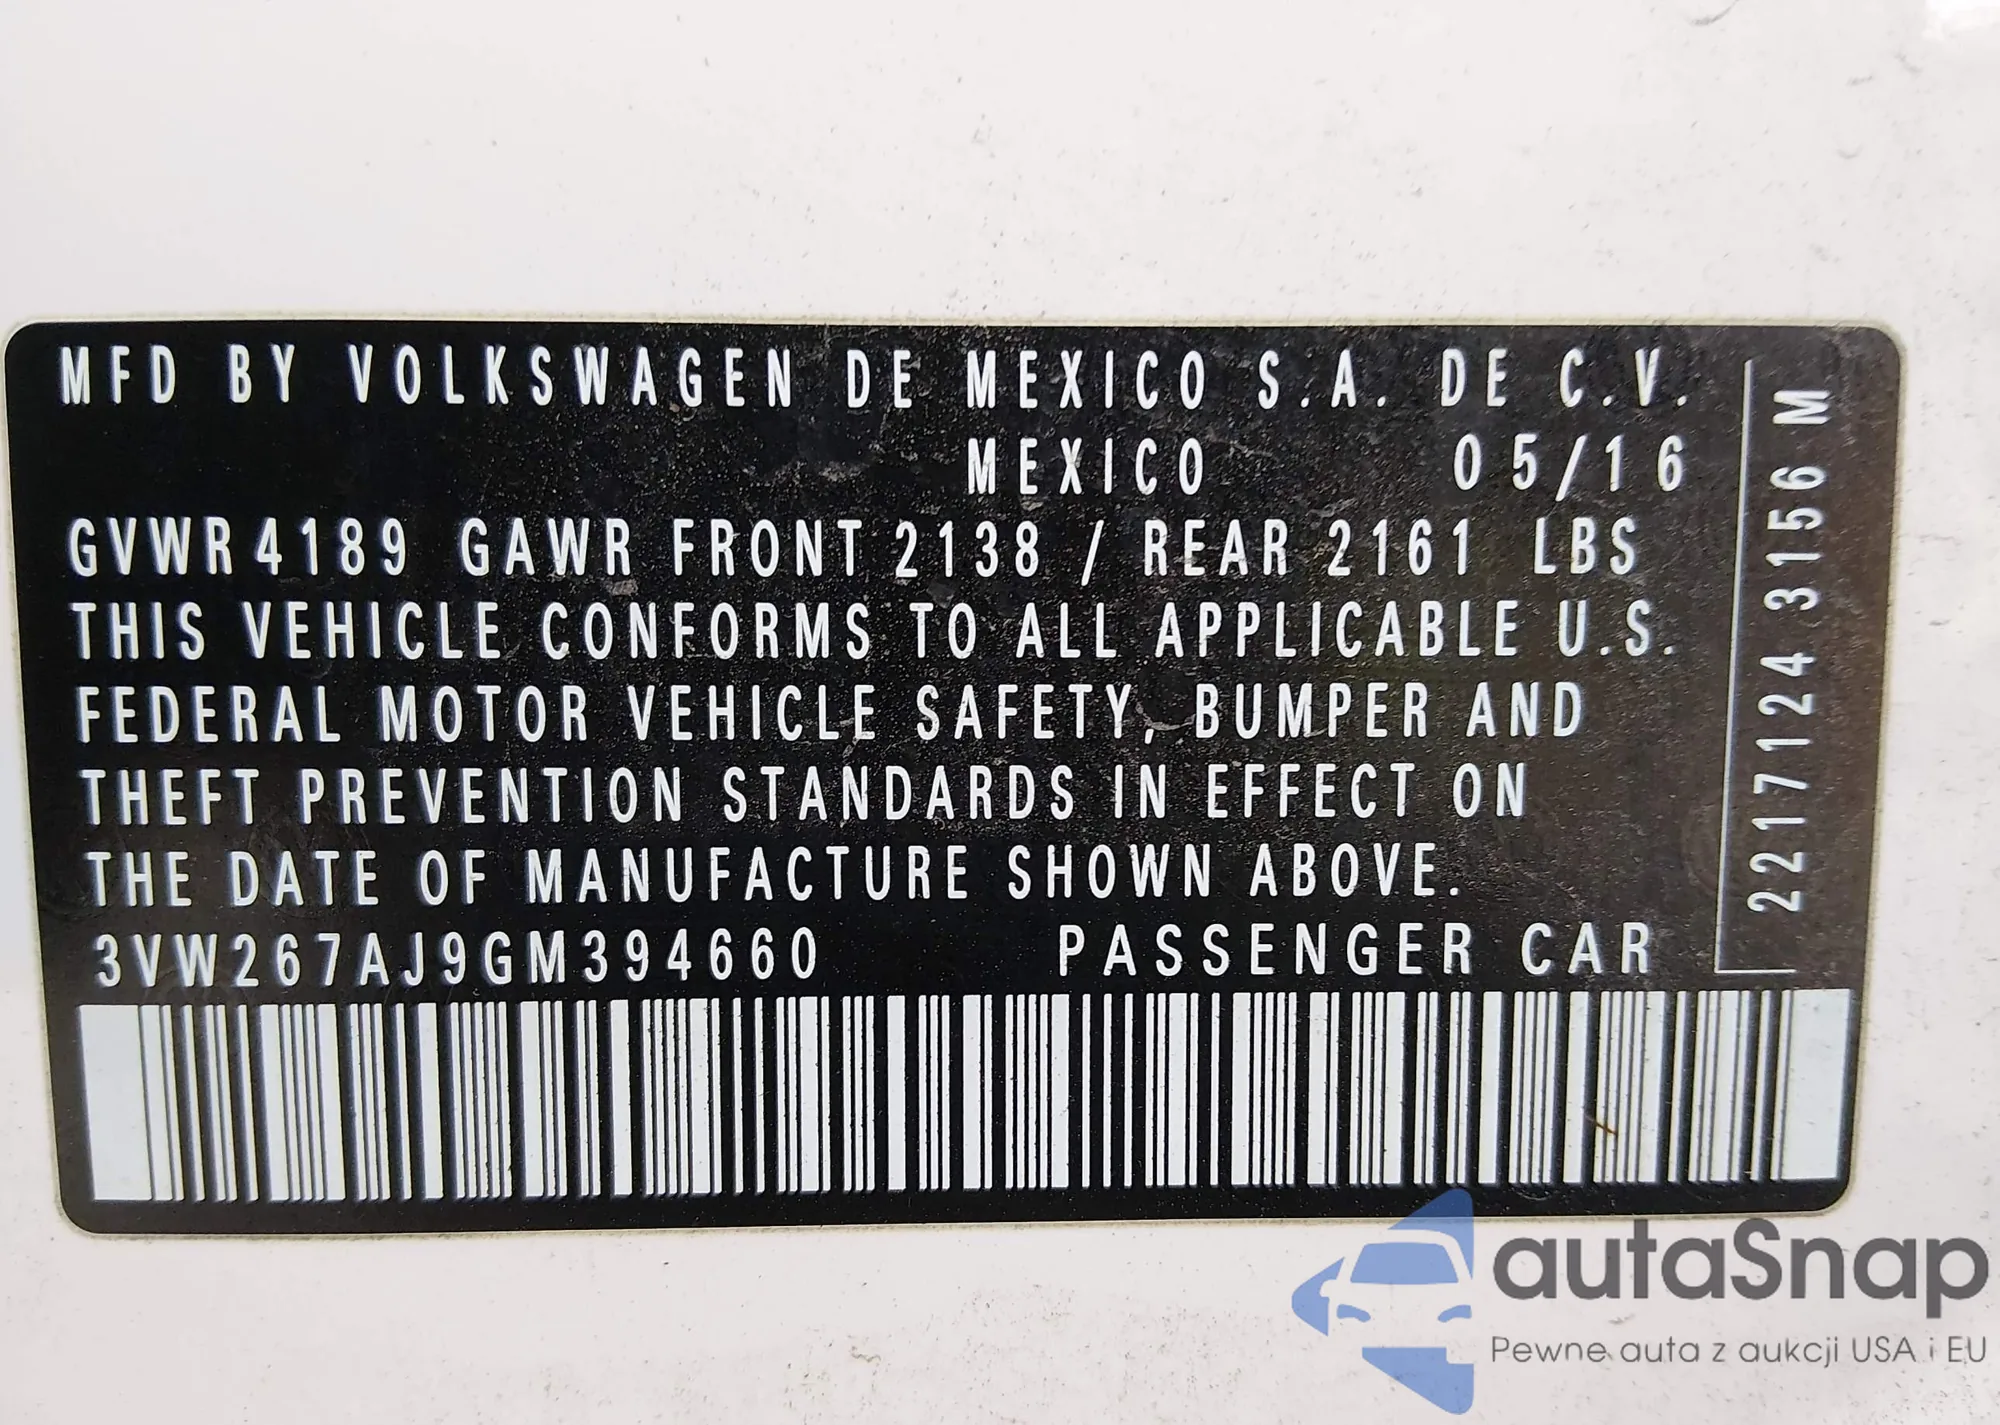 MFD BY VOLKSWAGEN DE MEXICO S.A. DE C.V.
MEXICO 05/16
GVWR 4189 GAWR FRONT 2138 / REAR 2161 LBS
THIS VEHICLE CONFORMS TO ALL APPLICABLE U.S.
FEDERAL MOTOR VEHICLE SAFETY, BUMPER AND
THEFT PREVENTION STANDARDS IN EFFECT ON
THE DATE OF MANUFACTURE SHOWN ABOVE.
3VW267AJ9GM394660 PASSENGER CAR
2217124 3156 M
autaSnap
Pewne auta z aukcji USA i EU